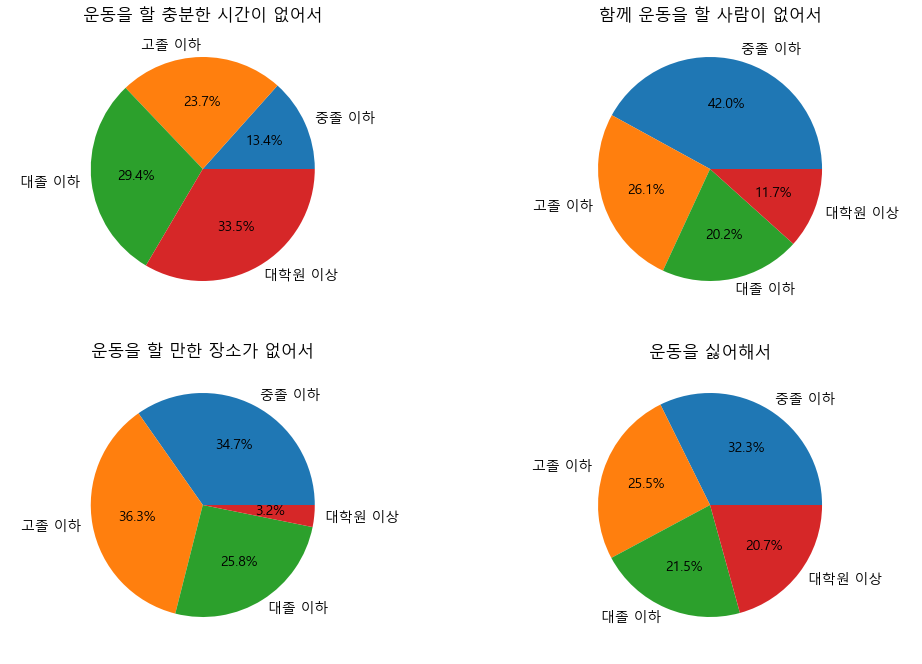 운동을 할 충분한 시간이 없어서
고졸 이하
23.7%
중졸 이하
13.4%
29.4%
대졸 이하
33.5%
대학원 이상
함께 운동을 할 사람이 없어서
중졸 이하
42.0%
26.1%
11.7%
고졸 이하
대학원 이상
20.2%
대졸 이하
운동을 할 만한 장소가 없어서
중졸 이하
34.7%
36.3%
3.2%
대학원 이상
고졸 이하
25.8%
대졸 이하
운동을 싫어해서
중졸 이하
32.3%
고졸 이하
25.5%
20.7%
21.5%
대학원 이상
대졸 이하